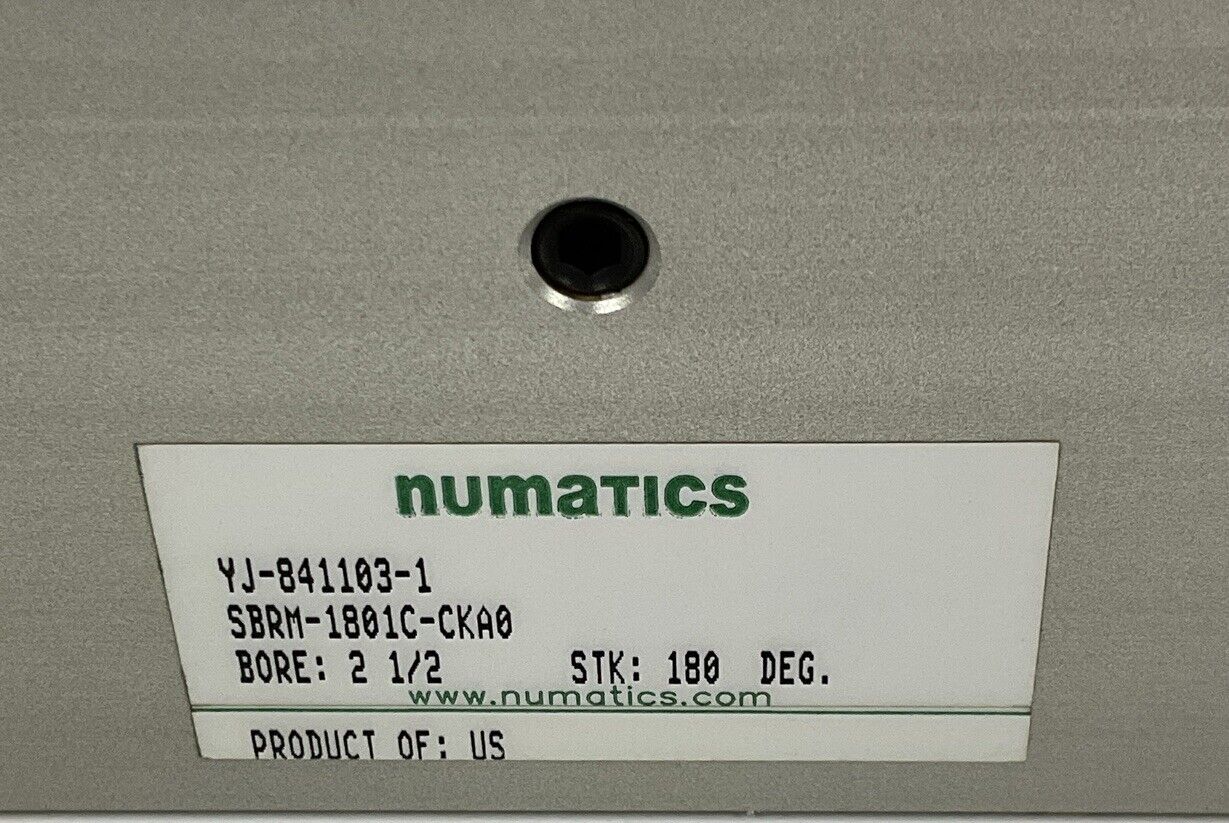 numatics
YJ-841103-1
SBRM-1801C-CKA0
BORE: 2 1/2 STK: 180 DEG.
www.numatics.com
PRODUCT OF: US